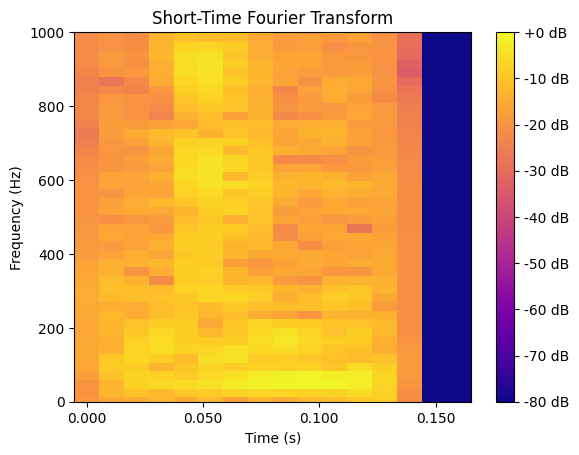 Short-Time Fourier Transform
1000
800
600
400
200
0
Frequency (Hz)
0.000
0.050
0.100
0.150
Time (s)
+0 dB
-10 dB
-20 dB
-30 dB
-40 dB
-50 dB
-60 dB
-70 dB
-80 dB